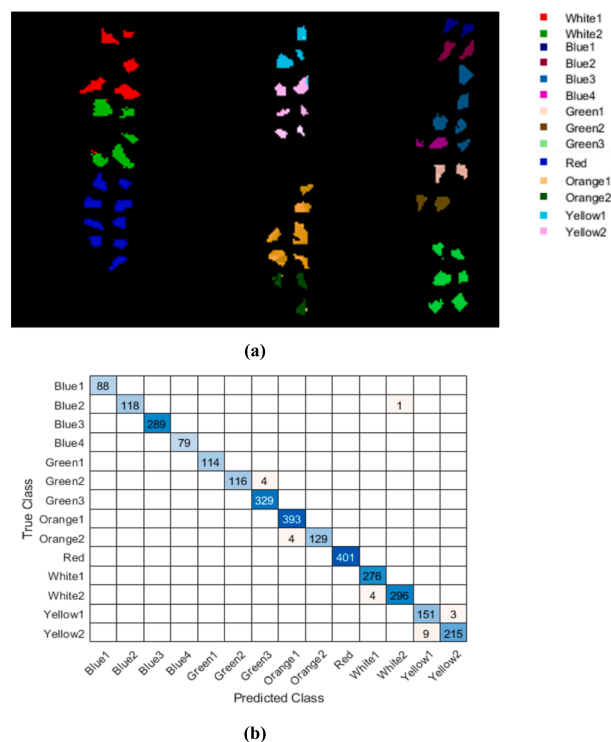 White1
White2
Blue1
Blue2
Blue3
Blue4
Green1
Green2
Green3
Red
Orange1
Orange2
Yellow1
Yellow2
(a)
True Class
Blue1 88
Blue2 118 1
Blue3 289
Blue4 79
Green1 114
Green2 116 4
Green3 329
Orange1 393
Orange2 4 129
Red 401
White1 276
White2 4 296
Yellow1 151 3
Yellow2 9 215
Blue1 Blue2 Blue3 Blue4 Green1 Green2 Green3 Orange1 Orange2 Red White1 White2 Yellow1 Yellow2
Predicted Class
(b)